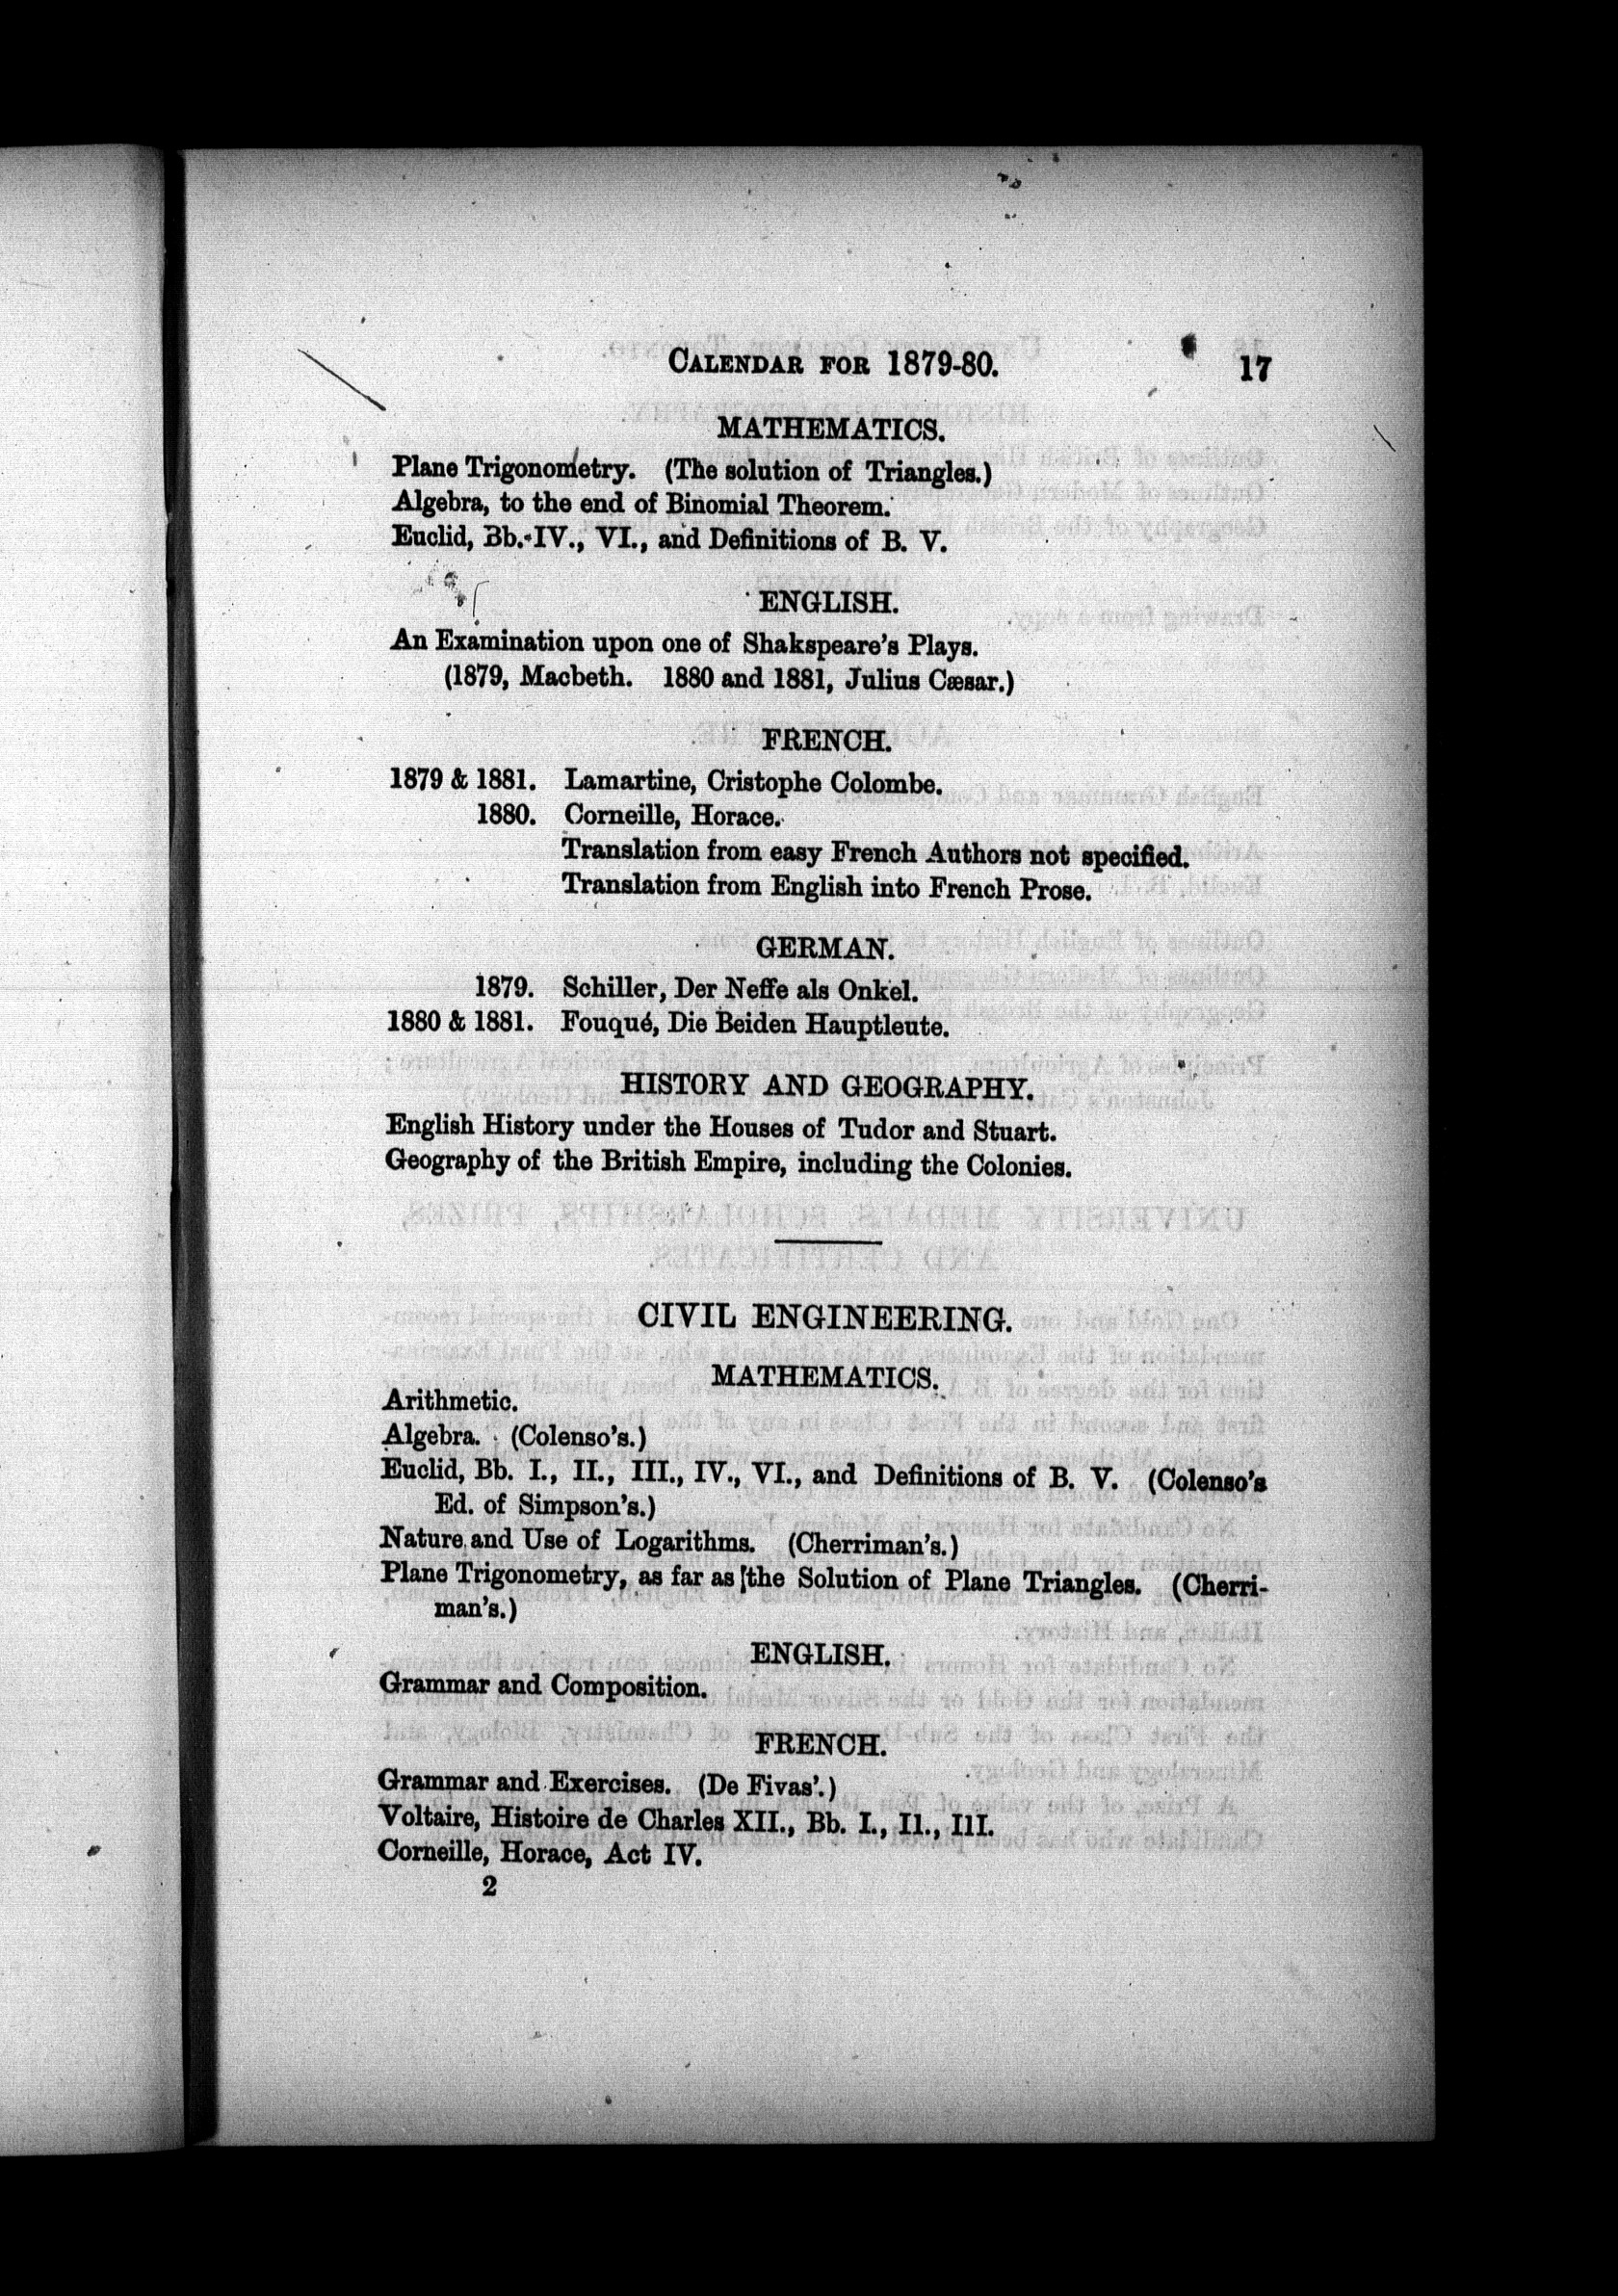 CALENDAR FOR 1879-80. 17
MATHEMATICS.
Plane Trigonometry. (The solution of Triangles.)
Algebra, to the end of Binomial Theorem.
Euclid, Bb. IV., VI., and Definitions of B. V.
ENGLISH.
An Examination upon one of Shakspeare's Plays.
(1879, Macbeth. 1880 and 1881, Julius Cæsar.)
FRENCH.
1879 & 1881. Lamartine, Cristophe Colombe.
1880. Corneille, Horace.
Translation from easy French Authors not specified.
Translation from English into French Prose.
GERMAN.
1879. Schiller, Der Neffe als Onkel.
1880 & 1881. Fouqué, Die Beiden Hauptleute.
HISTORY AND GEOGRAPHY.
English History under the Houses of Tudor and Stuart.
Geography of the British Empire, including the Colonies.
CIVIL ENGINEERING.
MATHEMATICS.
Arithmetic.
Algebra. (Colenso's.)
Euclid, Bb. I., II., III., IV., VI., and Definitions of B. V. (Colenso's
Ed. of Simpson's.)
Nature and Use of Logarithms. (Cherriman's.)
Plane Trigonometry, as far as the Solution of Plane Triangles. (Cherri-
man's.)
ENGLISH.
Grammar and Composition.
FRENCH.
Grammar and Exercises. (De Fivas'.)
Voltaire, Histoire de Charles XII., Bb. I., II., III.
Corneille, Horace, Act IV.
2